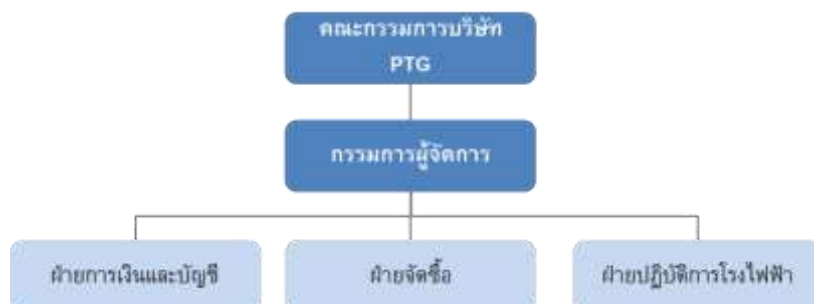 คณะกรรมการบริษัท
PTG
กรรมการผู้จัดการ
ฝ่ายการเงินและบัญชี
ฝ่ายจัดซื้อ
ฝ่ายปฏิบัติการโรงไฟฟ้า